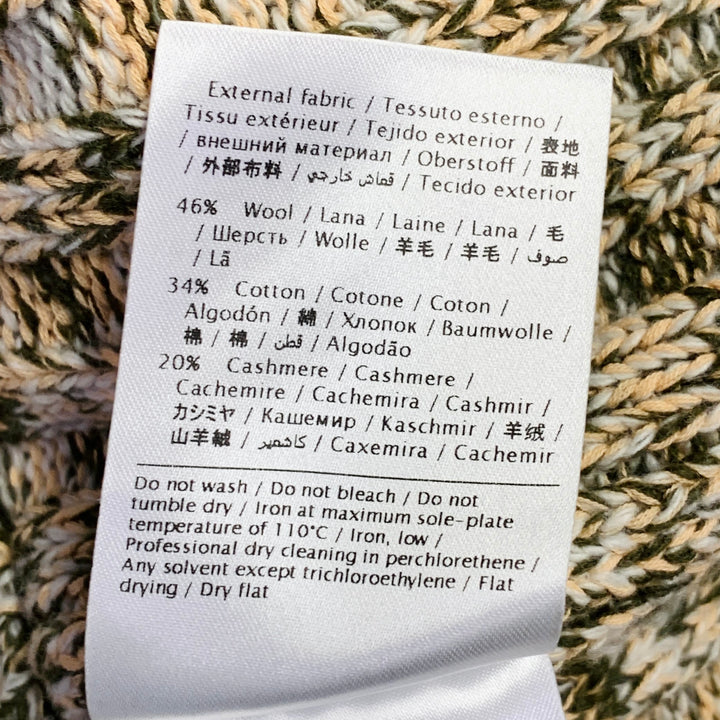 External fabric / Tessuto esterno /
Tissu extérieur / Tejido exterior / 表地
/ внешний материал / Oberstoff / 面料
/ 外部布料 / قماش خارجي / Tecido exterior
46% Wool / Lana / Laine / Lana / 毛
/ Шерсть / Wolle / 羊毛 / 羊毛 / صوف
/ Lã
34% Cotton / Cotone / Coton /
Algodón / 綿 / Хлопок / Baumwolle /
棉 / 棉 / قطن / Algodão
20% Cashmere / Cashmere /
Cachemire / Cachemira / Cashmir /
カシミヤ / Кашемир / Kaschmir / 羊绒 /
山羊絨 / كاشمير / Caxemira / Cachemir
Do not wash / Do not bleach / Do not
tumble dry / Iron at maximum sole-plate
temperature of 110°C / Iron, low /
Professional dry cleaning in perchlorethene /
Any solvent except trichloroethylene / Flat
drying / Dry flat